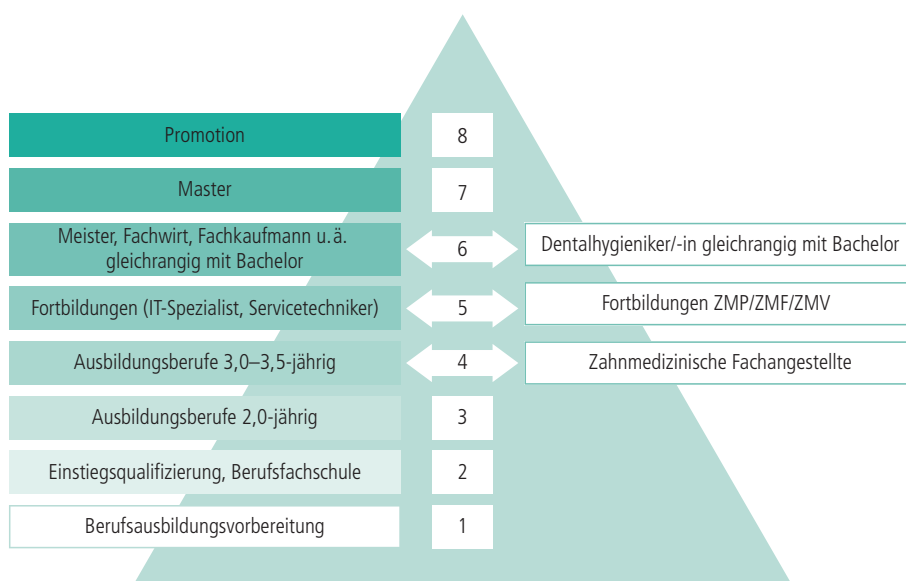 Promotion
8
Master
7
Meister, Fachwirt, Fachkaufmann u. ä.
gleichrangig mit Bachelor
6
Dentalhygieniker/-in gleichrangig mit Bachelor
Fortbildungen (IT-Spezialist, Servicetechniker)
5
Fortbildungen ZMP/ZMF/ZMV
Ausbildungsberufe 3,0–3,5-jährig
4
Zahnmedizinische Fachangestellte
Ausbildungsberufe 2,0-jährig
3
Einstiegsqualifizierung, Berufsfachschule
2
Berufsausbildungsvorbereitung
1